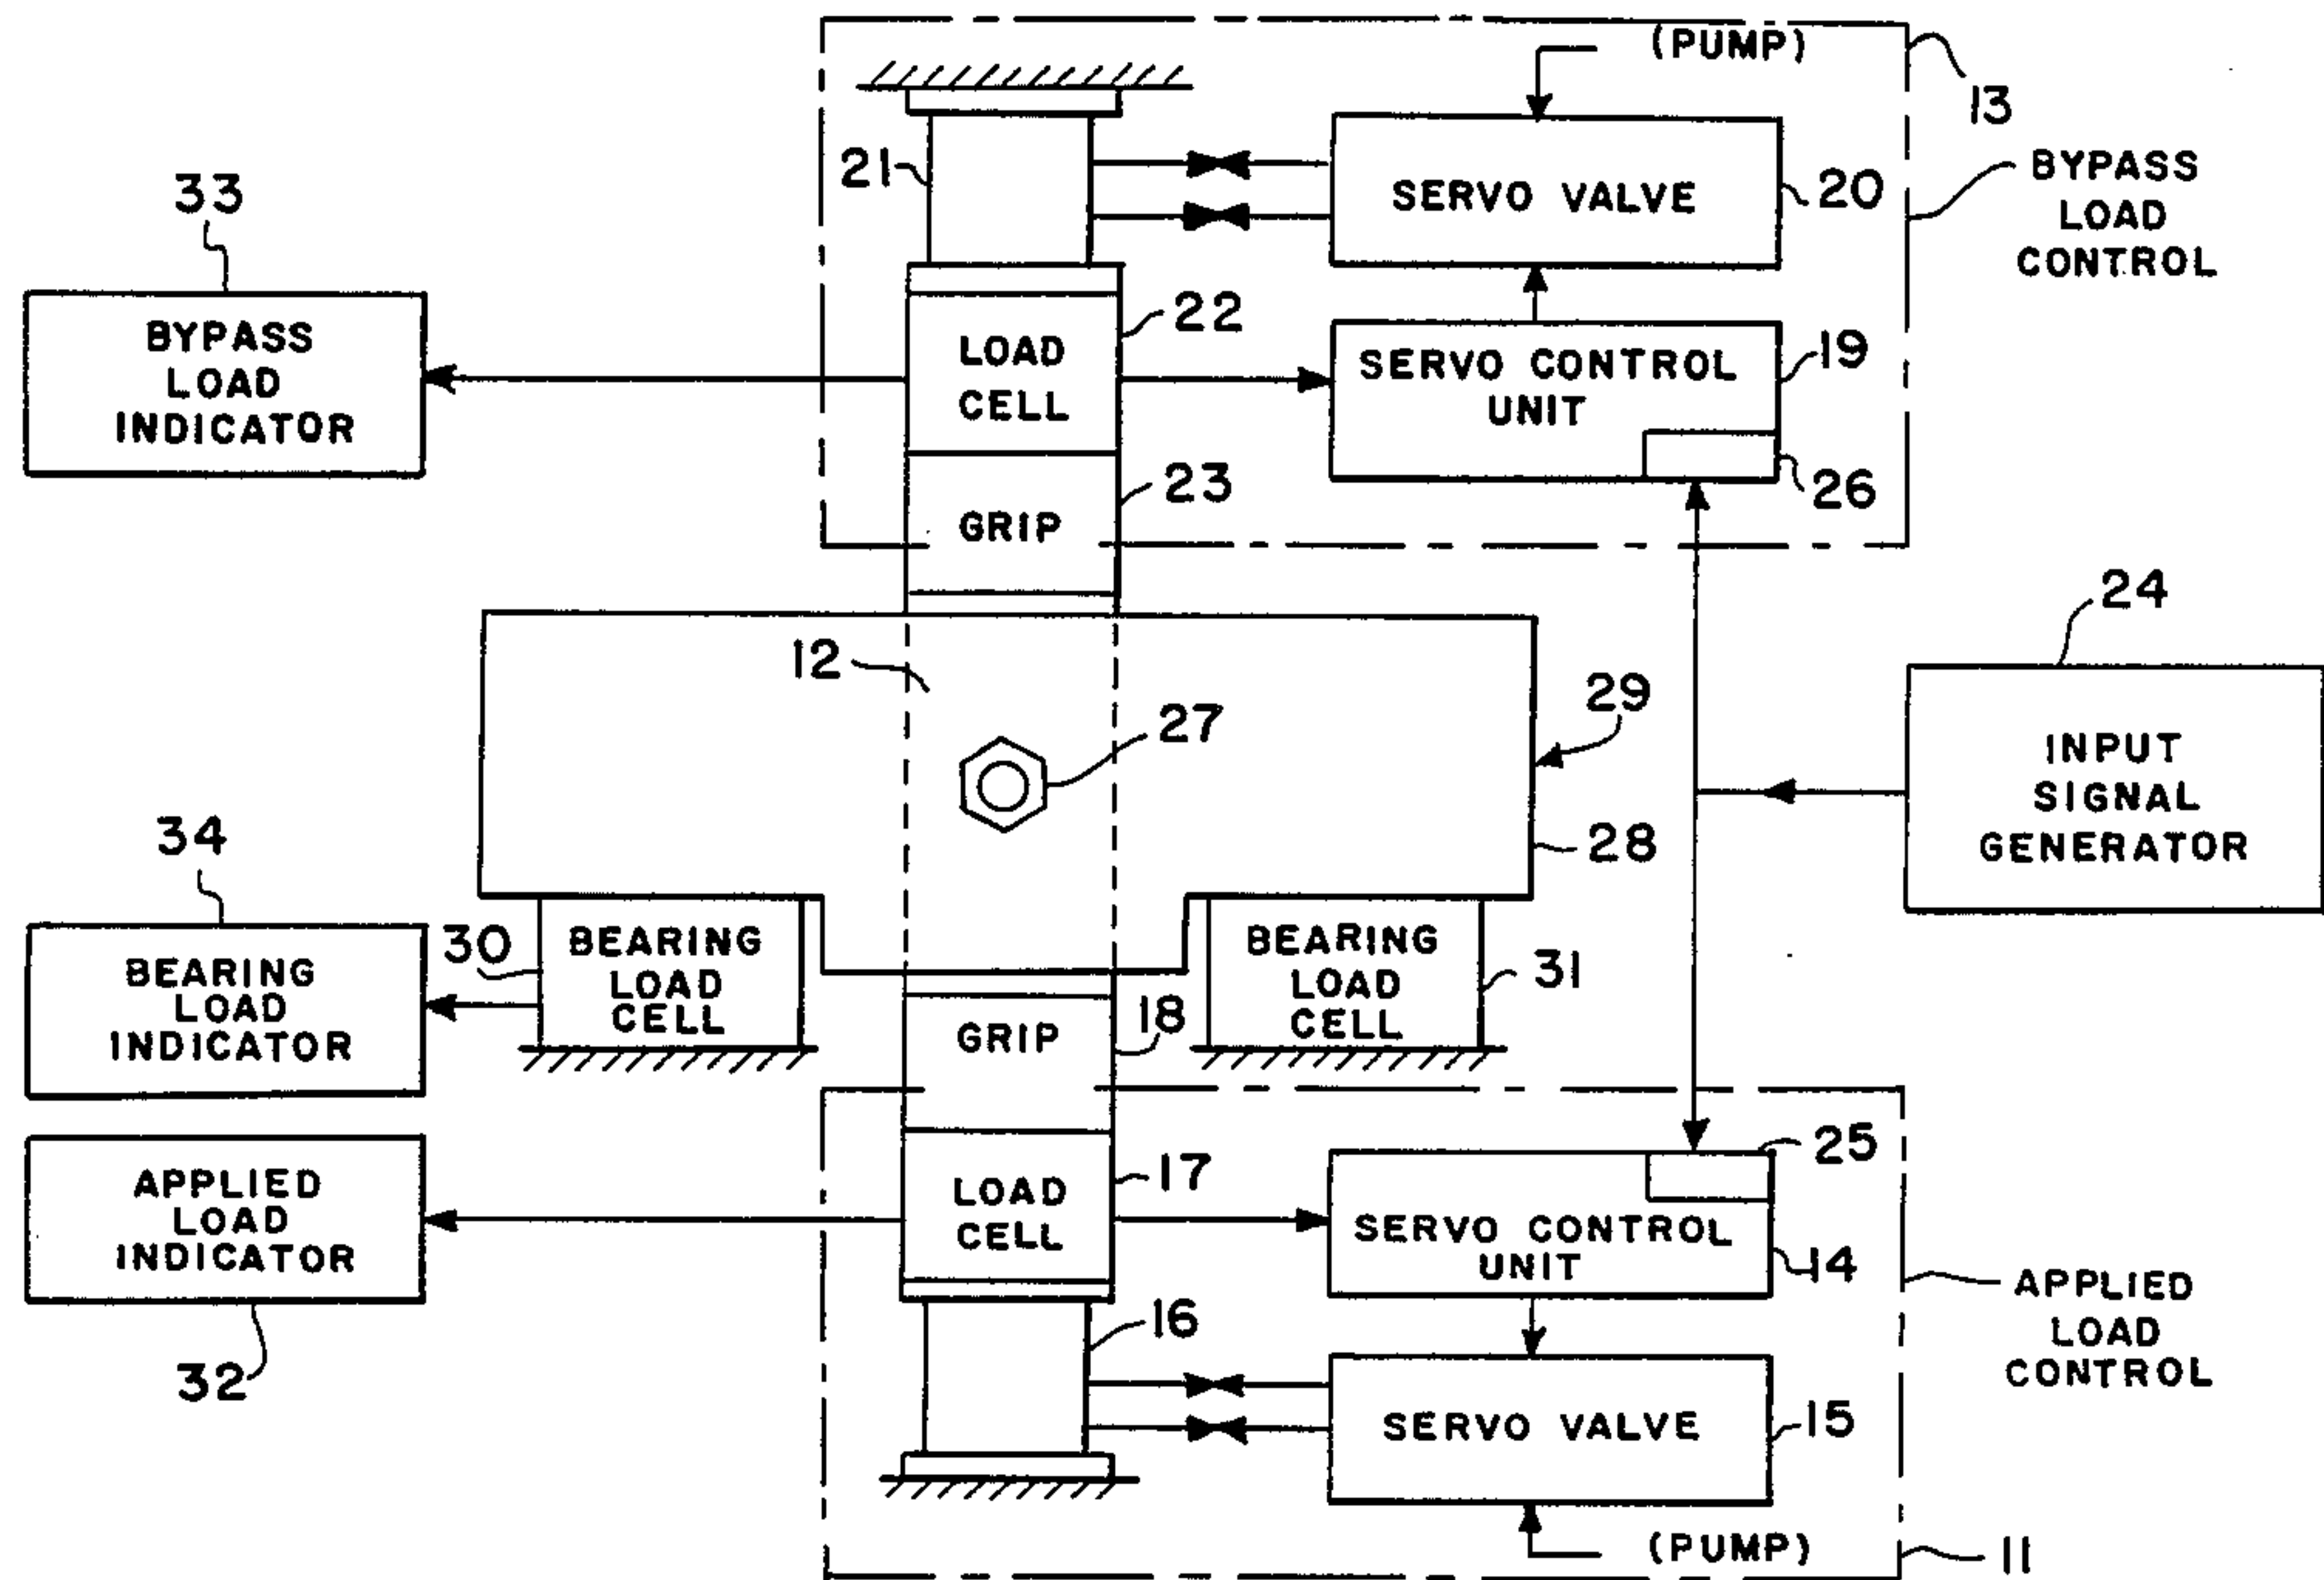 (PUMP)
13
21
SERVO VALVE
20
BYPASS
LOAD
CONTROL
33
BYPASS
LOAD
INDICATOR
LOAD
CELL
22
SERVO CONTROL
UNIT
19
26
GRIP
23
24
12
27
29
28
INPUT
SIGNAL
GENERATOR
34
BEARING
LOAD
INDICATOR
30
BEARING
LOAD
CELL
BEARING
LOAD
CELL
31
GRIP
18
APPLIED
LOAD
INDICATOR
32
LOAD
CELL
17
25
SERVO CONTROL
UNIT
14
APPLIED
LOAD
CONTROL
16
SERVO VALVE
15
(PUMP)
11